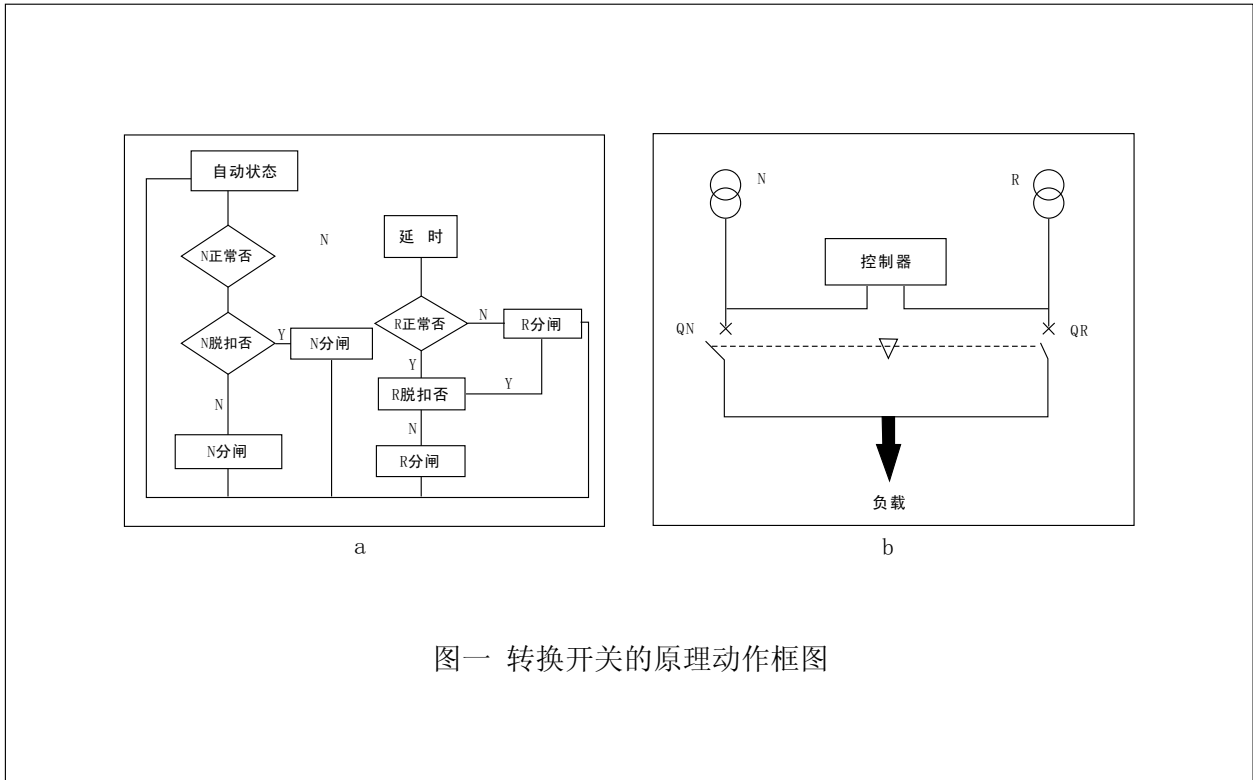 自动状态
N正常否
N
N脱扣否
Y
N分闸
N
N分闸
延 时
R正常否
N
R分闸
Y
R脱扣否
Y
N
R分闸
a
N
R
控制器
QN
QR
负载
b
图一 转换开关的原理动作框图